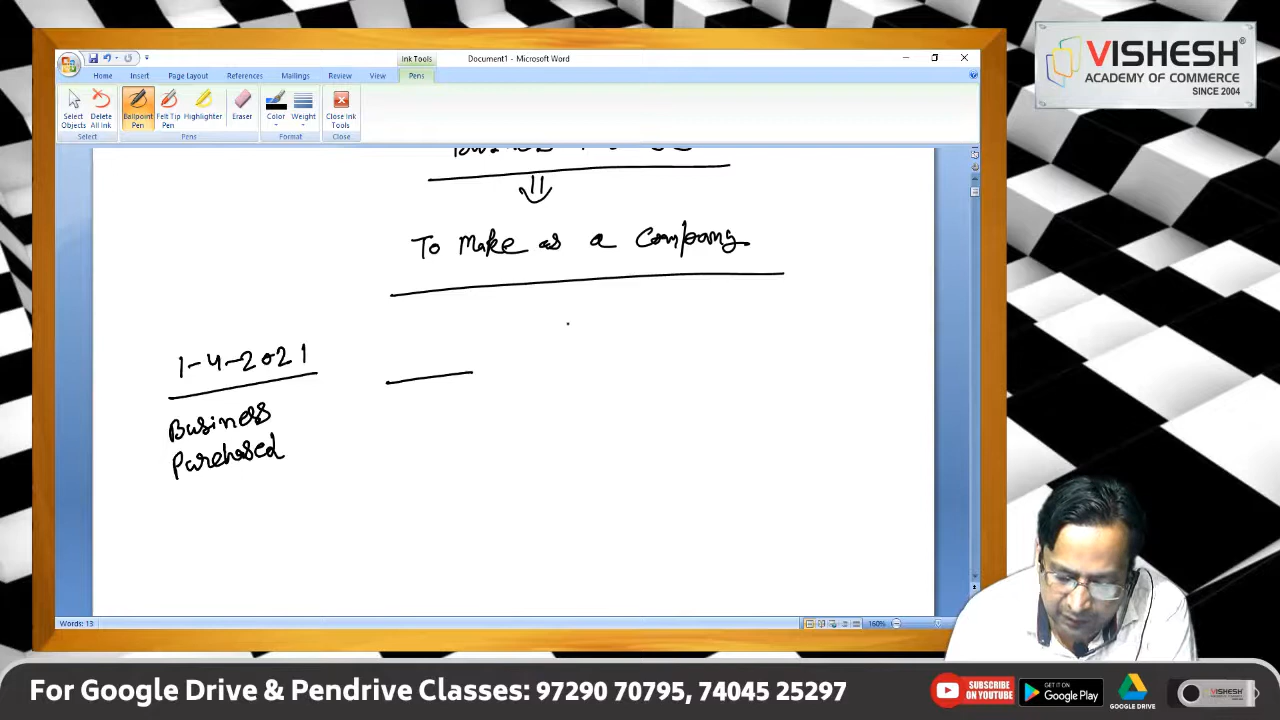 Ink Tools
Document1 - Microsoft Word
Home Insert Page Layout References Mailings Review View Pens
Select Objects
Delete All Ink
Ballpoint Pen
Felt Tip Pen
Highlighter
Eraser
Color
Weight
Close Ink Tools
Select Pens Format Close
To Make as a Company
1-4-2021
Business
Purchased
Words: 13
160%
VISHESH®
ACADEMY OF COMMERCE
SINCE 2004
For Google Drive & Pendrive Classes: 97290 70795, 74045 25297
SUBSCRIBE
ON YOUTUBE
GET IT ON
Google Play
GOOGLE DRIVE
VISHESH